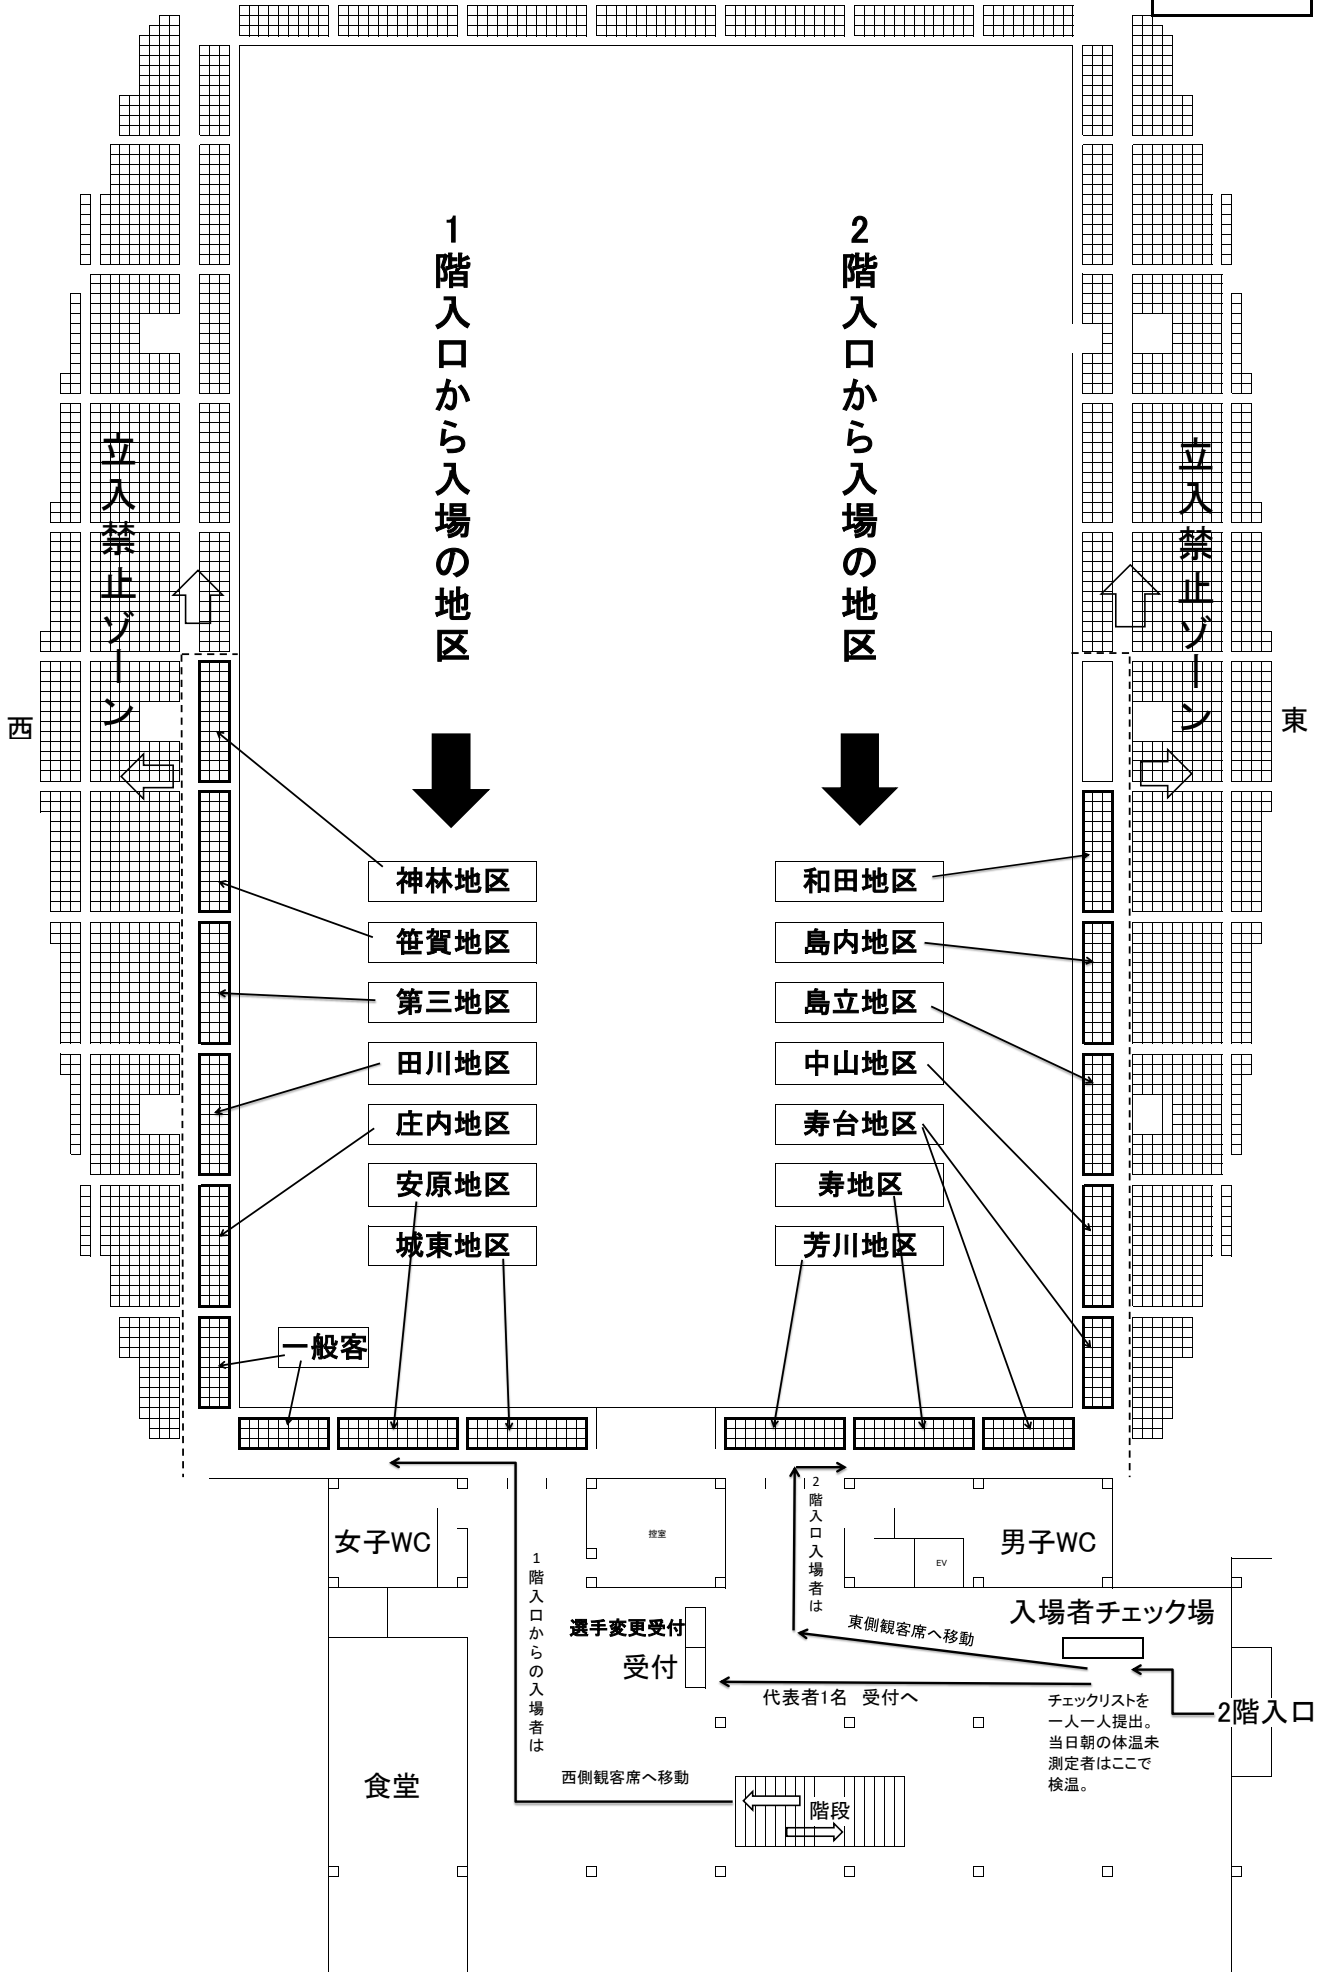 1階入口から入場の地区
2階入口から入場の地区
立入禁止ゾーン
立入禁止ゾーン
西
東
神林地区
笹賀地区
第三地区
田川地区
庄内地区
安原地区
城東地区
一般客
和田地区
島内地区
島立地区
中山地区
寿台地区
寿地区
芳川地区
女子WC
控室
2階入口入場者は
EV
男子WC
1階入口からの入場者は
選手変更受付
受付
入場者チェック場
東側観客席へ移動
代表者1名 受付へ
チェックリストを
一人一人提出。
当日朝の体温未
測定者はここで
検温。
2階入口
西側観客席へ移動
食堂
階段